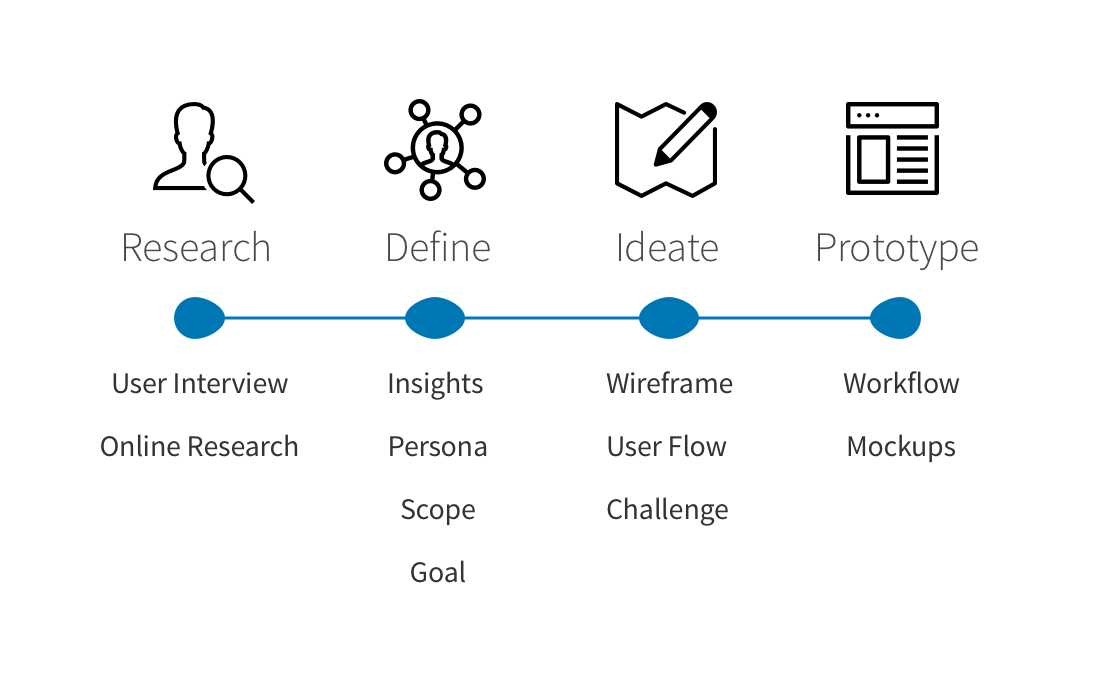 Research
Define
Ideate
Prototype
User Interview
Insights
Wireframe
Workflow
Online Research
Persona
User Flow
Mockups
Scope
Challenge
Goal